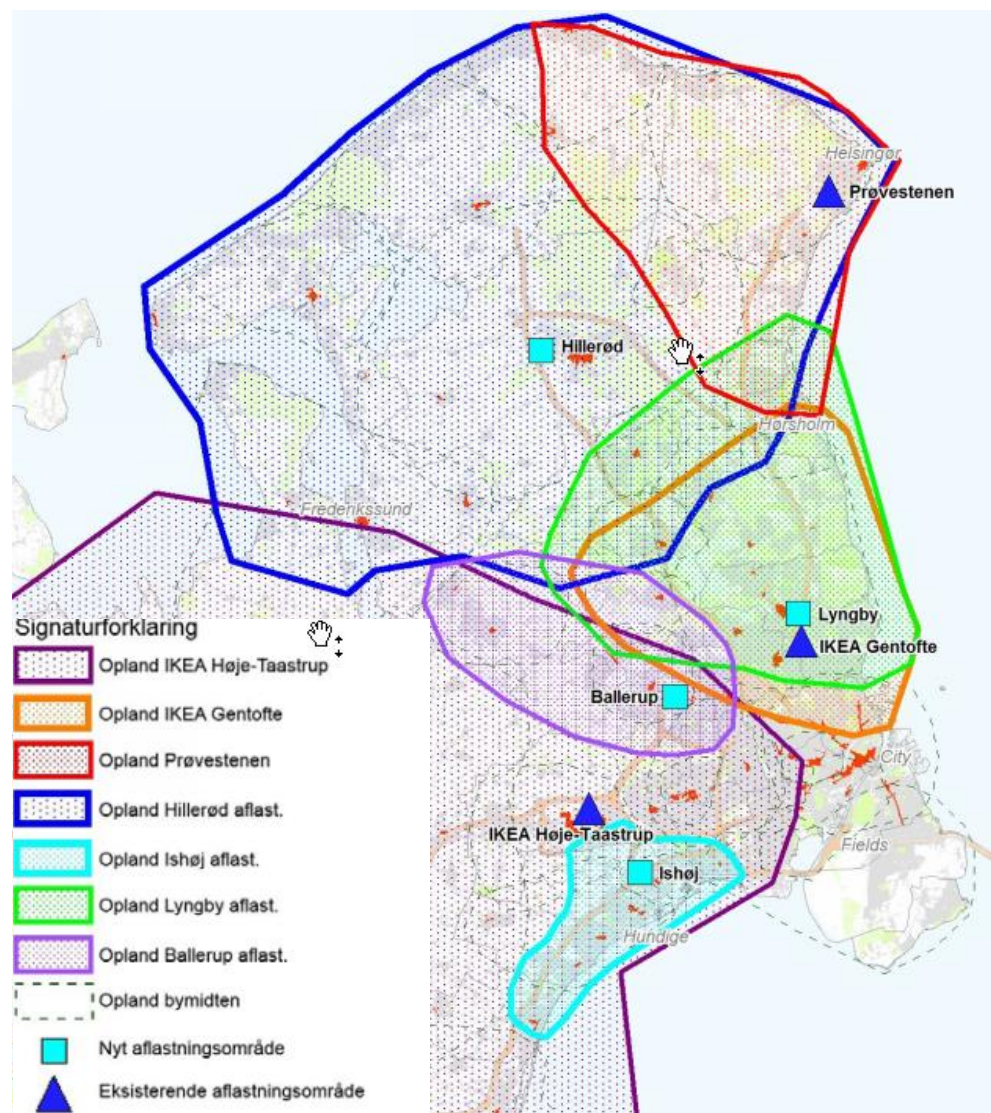 Helsingør
Prøvestenen
Hillerød
Hørsholm
Frederikssund
Lyngby
IKEA Gentofte
Ballerup
City
IKEA Høje-Taastrup
Fields
Ishøj
Hundige
Signaturforklaring
Opland IKEA Høje-Taastrup
Opland IKEA Gentofte
Opland Prøvestenen
Opland Hillerød aflast.
Opland Ishøj aflast.
Opland Lyngby aflast.
Opland Ballerup aflast.
Opland bymidten
Nyt aflastningsområde
Eksisterende aflastningsområde